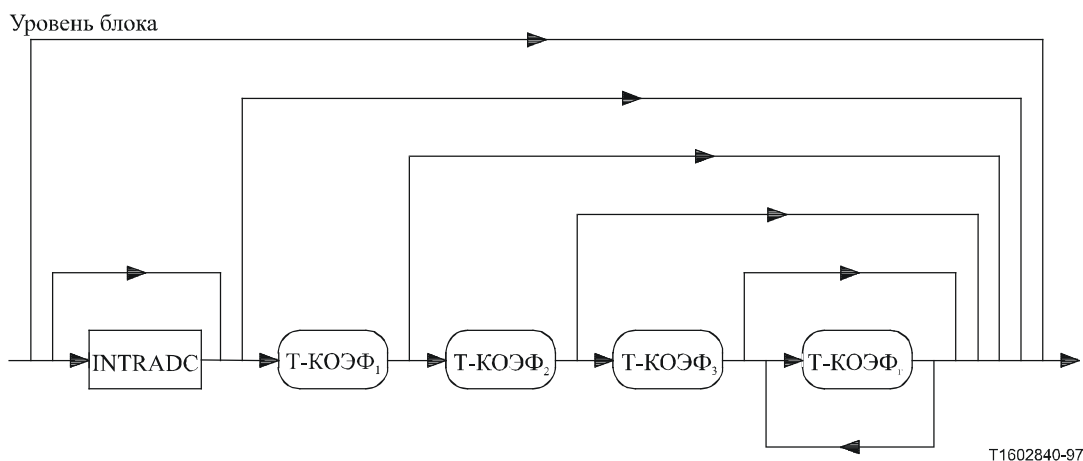 Уровень блока
INTRADC
Т-КОЭФ₁
Т-КОЭФ₂
Т-КОЭФ₃
Т-КОЭФᵣ
T1602840-97